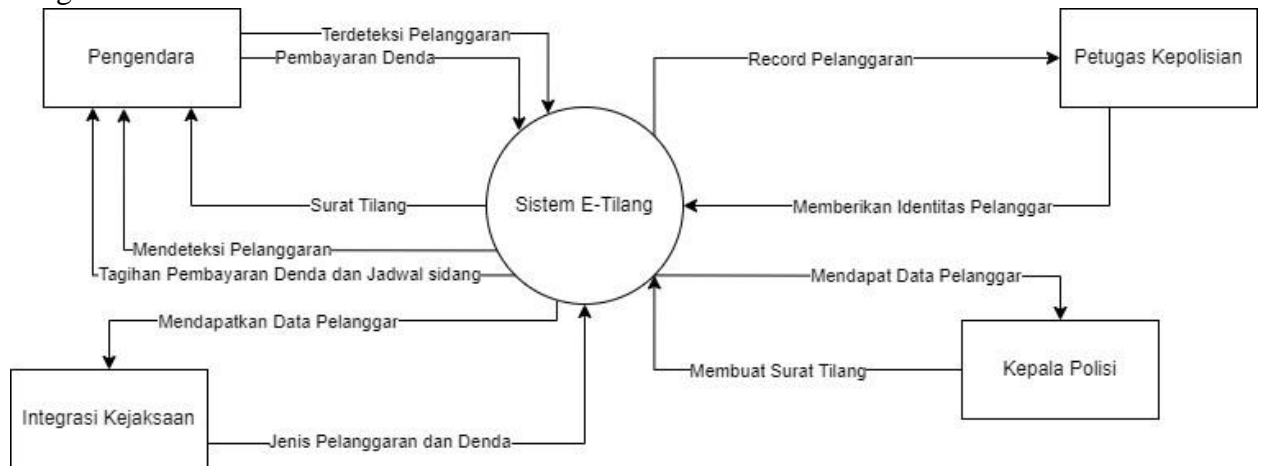 Terdeteksi Pelanggaran
Pengendara
Pembayaran Denda
Record Pelanggaran
Petugas Kepolisian
Surat Tilang
Sistem E-Tilang
Memberikan Identitas Pelanggar
Mendeteksi Pelanggaran
Tagihan Pembayaran Denda dan Jadwal sidang
Mendapat Data Pelanggar
Mendapatkan Data Pelanggar
Membuat Surat Tilang
Kepala Polisi
Integrasi Kejaksaan
Jenis Pelanggaran dan Denda